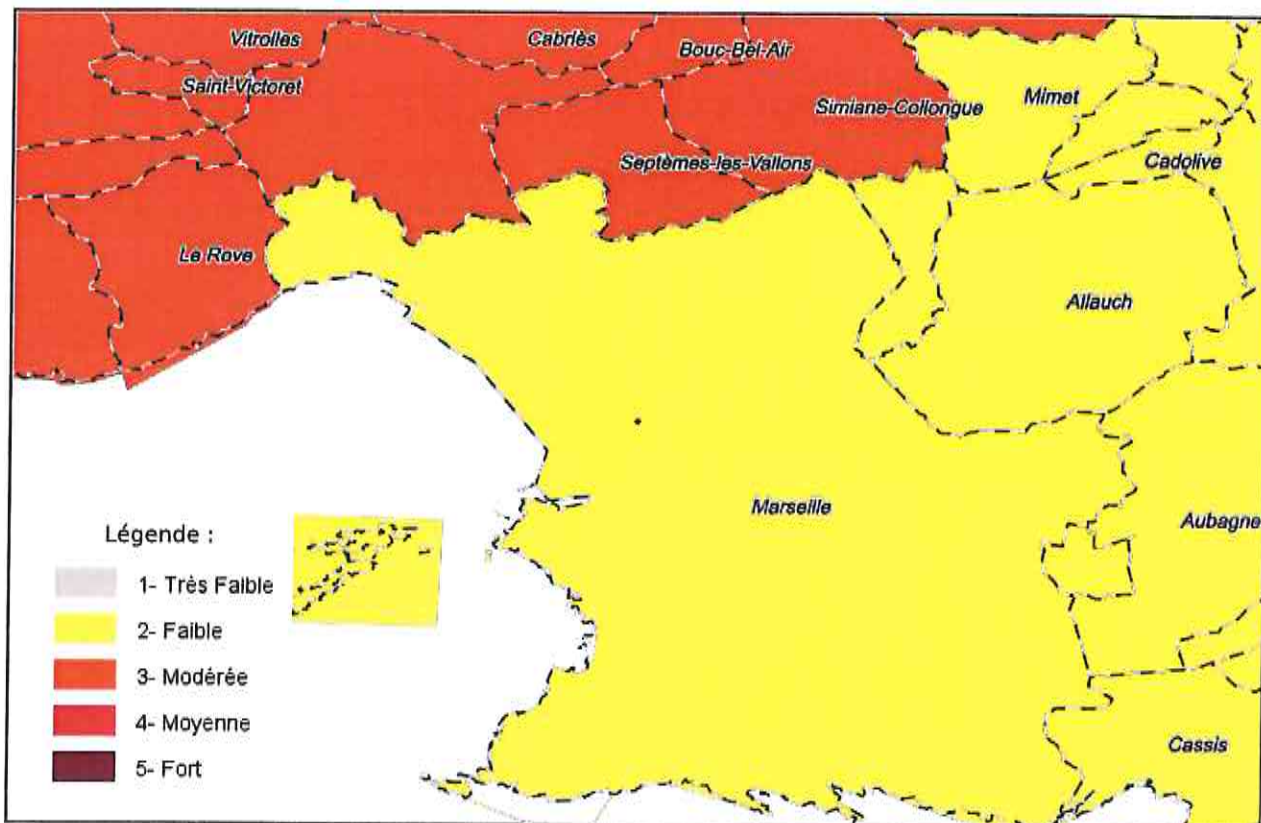 Vitrolles
Cabriès
Bouc-Bel-Air
Saint-Victoret
Mimet
Simiane-Collongue
Septèmes-les-Vallons
Cadolive
Le Rove
Allauch
Marseille
Aubagne
Cassis
Légende :
1- Très Faible
2- Faible
3- Modérée
4- Moyenne
5- Fort